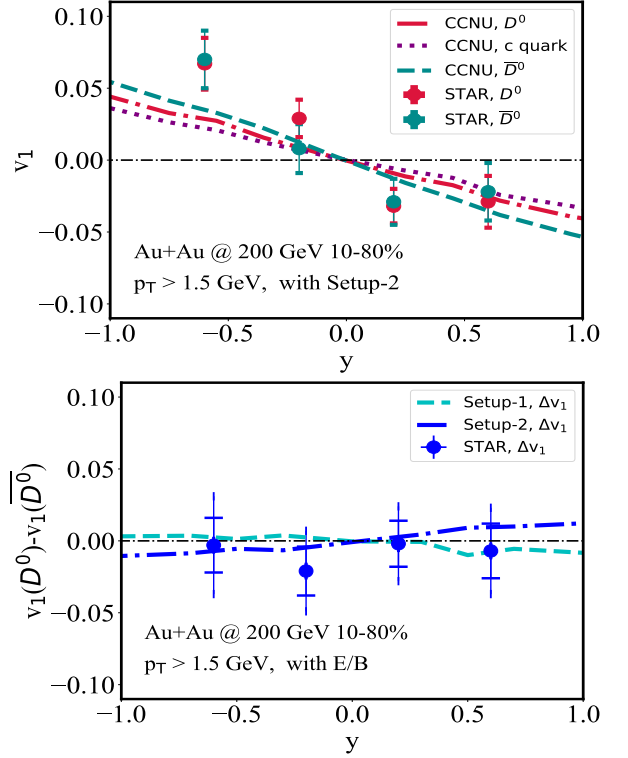 0.10
0.05
0.00
−0.05
−0.10
v₁
CCNU, D⁰
CCNU, c quark
CCNU, D̅⁰
STAR, D⁰
STAR, D̅⁰
Au+Au @ 200 GeV 10-80%
p_T > 1.5 GeV, with Setup-2
−1.0 −0.5 0.0 0.5 1.0
y
0.10
0.05
0.00
−0.05
−0.10
v₁(D⁰)-v₁(D̅⁰)
Setup-1, Δv₁
Setup-2, Δv₁
STAR, Δv₁
Au+Au @ 200 GeV 10-80%
p_T > 1.5 GeV, with E/B
−1.0 −0.5 0.0 0.5 1.0
y